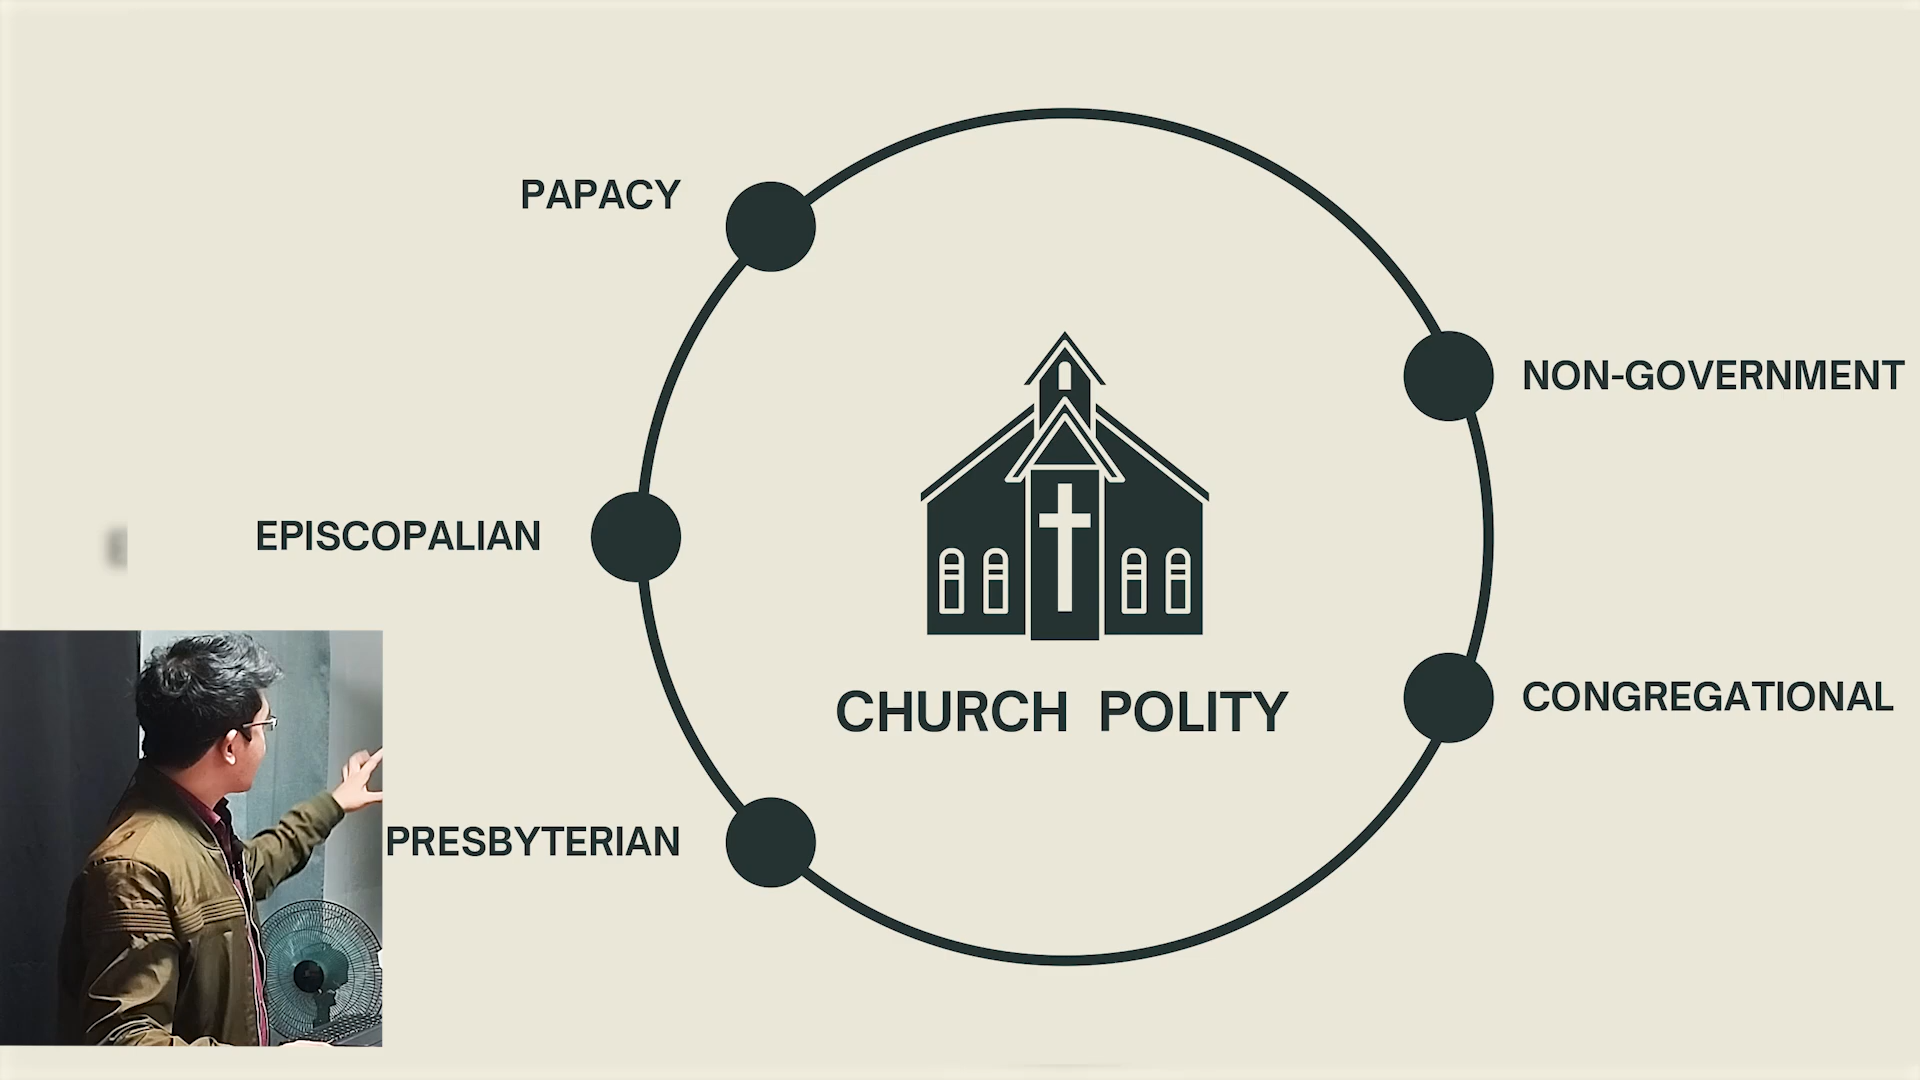 PAPACY
NON-GOVERNMENT
EPISCOPALIAN
CHURCH POLITY
CONGREGATIONAL
PRESBYTERIAN